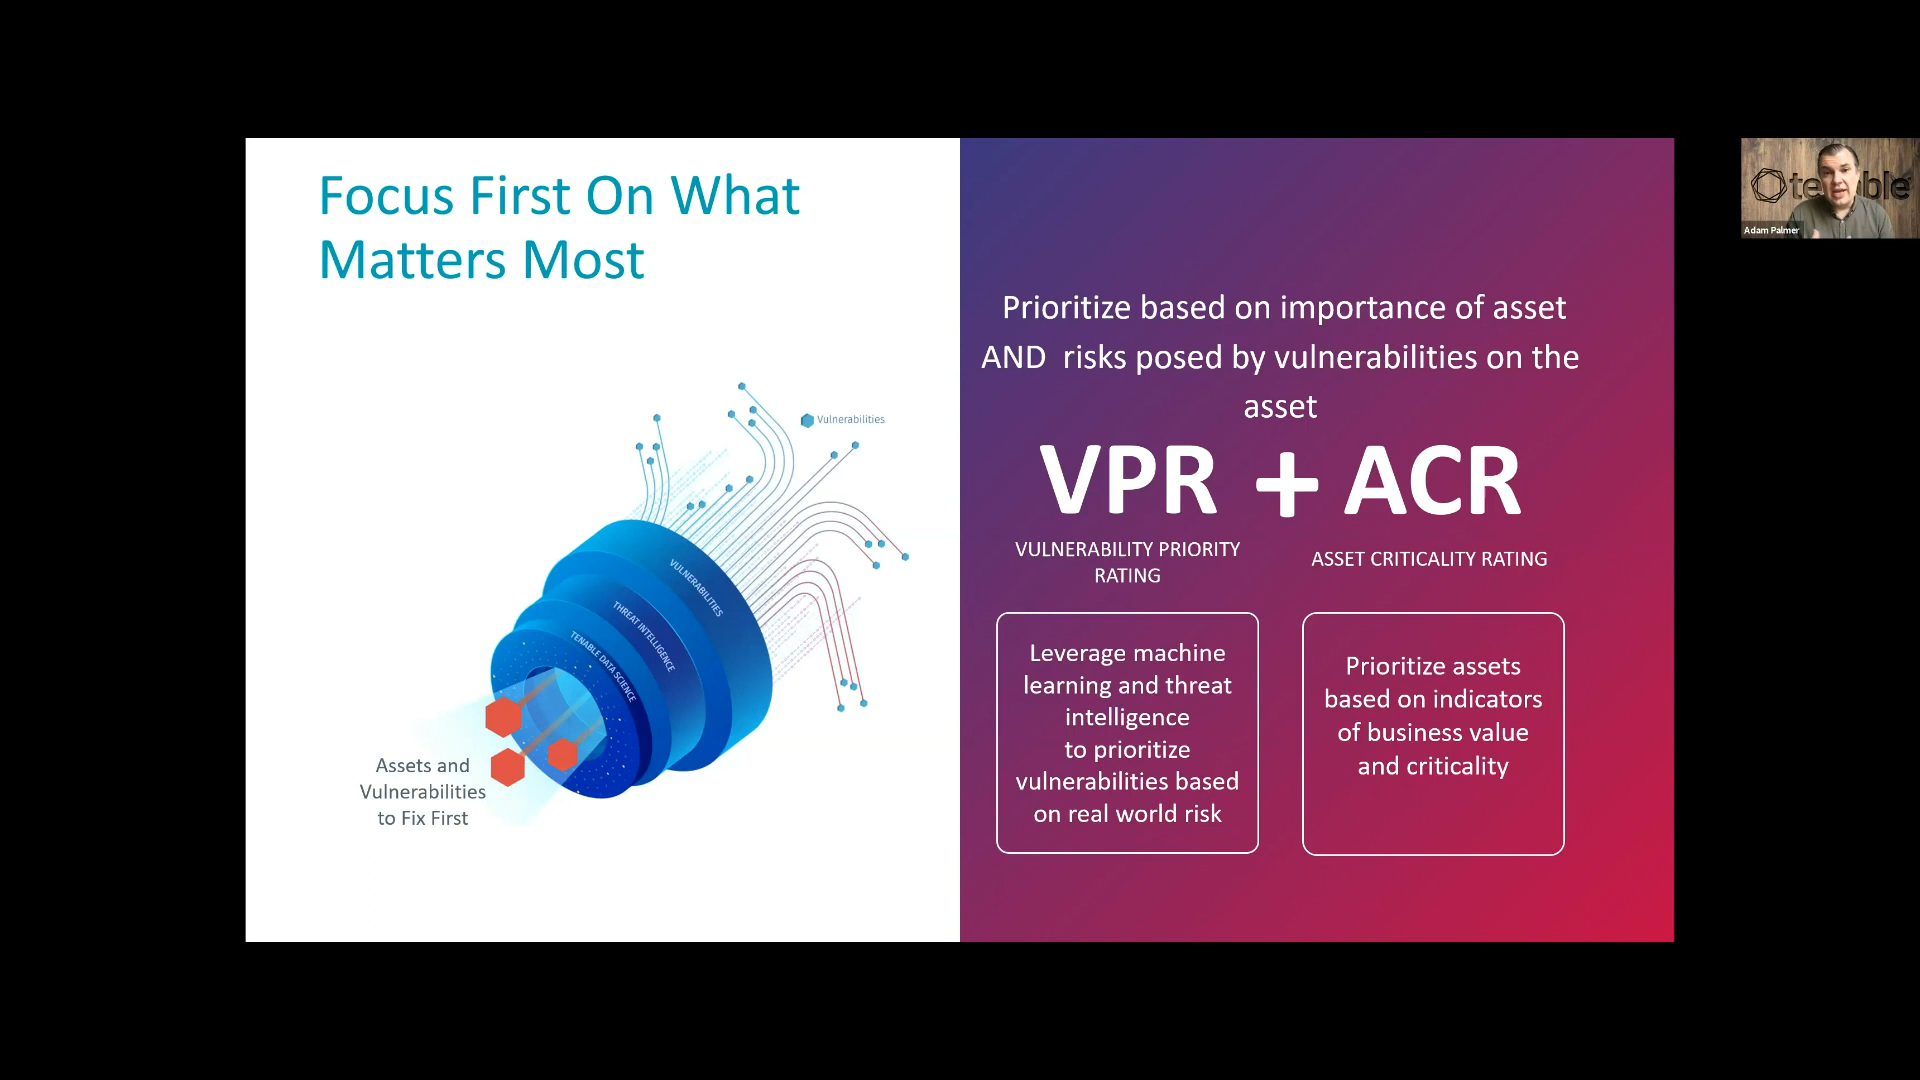 Focus First On What
Matters Most
Vulnerabilities
VULNERABILITIES
THREAT INTELLIGENCE
TENABLE DATA SCIENCE
Assets and
Vulnerabilities
to Fix First
Prioritize based on importance of asset
AND risks posed by vulnerabilities on the
asset
VPR + ACR
VULNERABILITY PRIORITY
RATING
ASSET CRITICALITY RATING
Leverage machine
learning and threat
intelligence
to prioritize
vulnerabilities based
on real world risk
Prioritize assets
based on indicators
of business value
and criticality
Adam Palmer